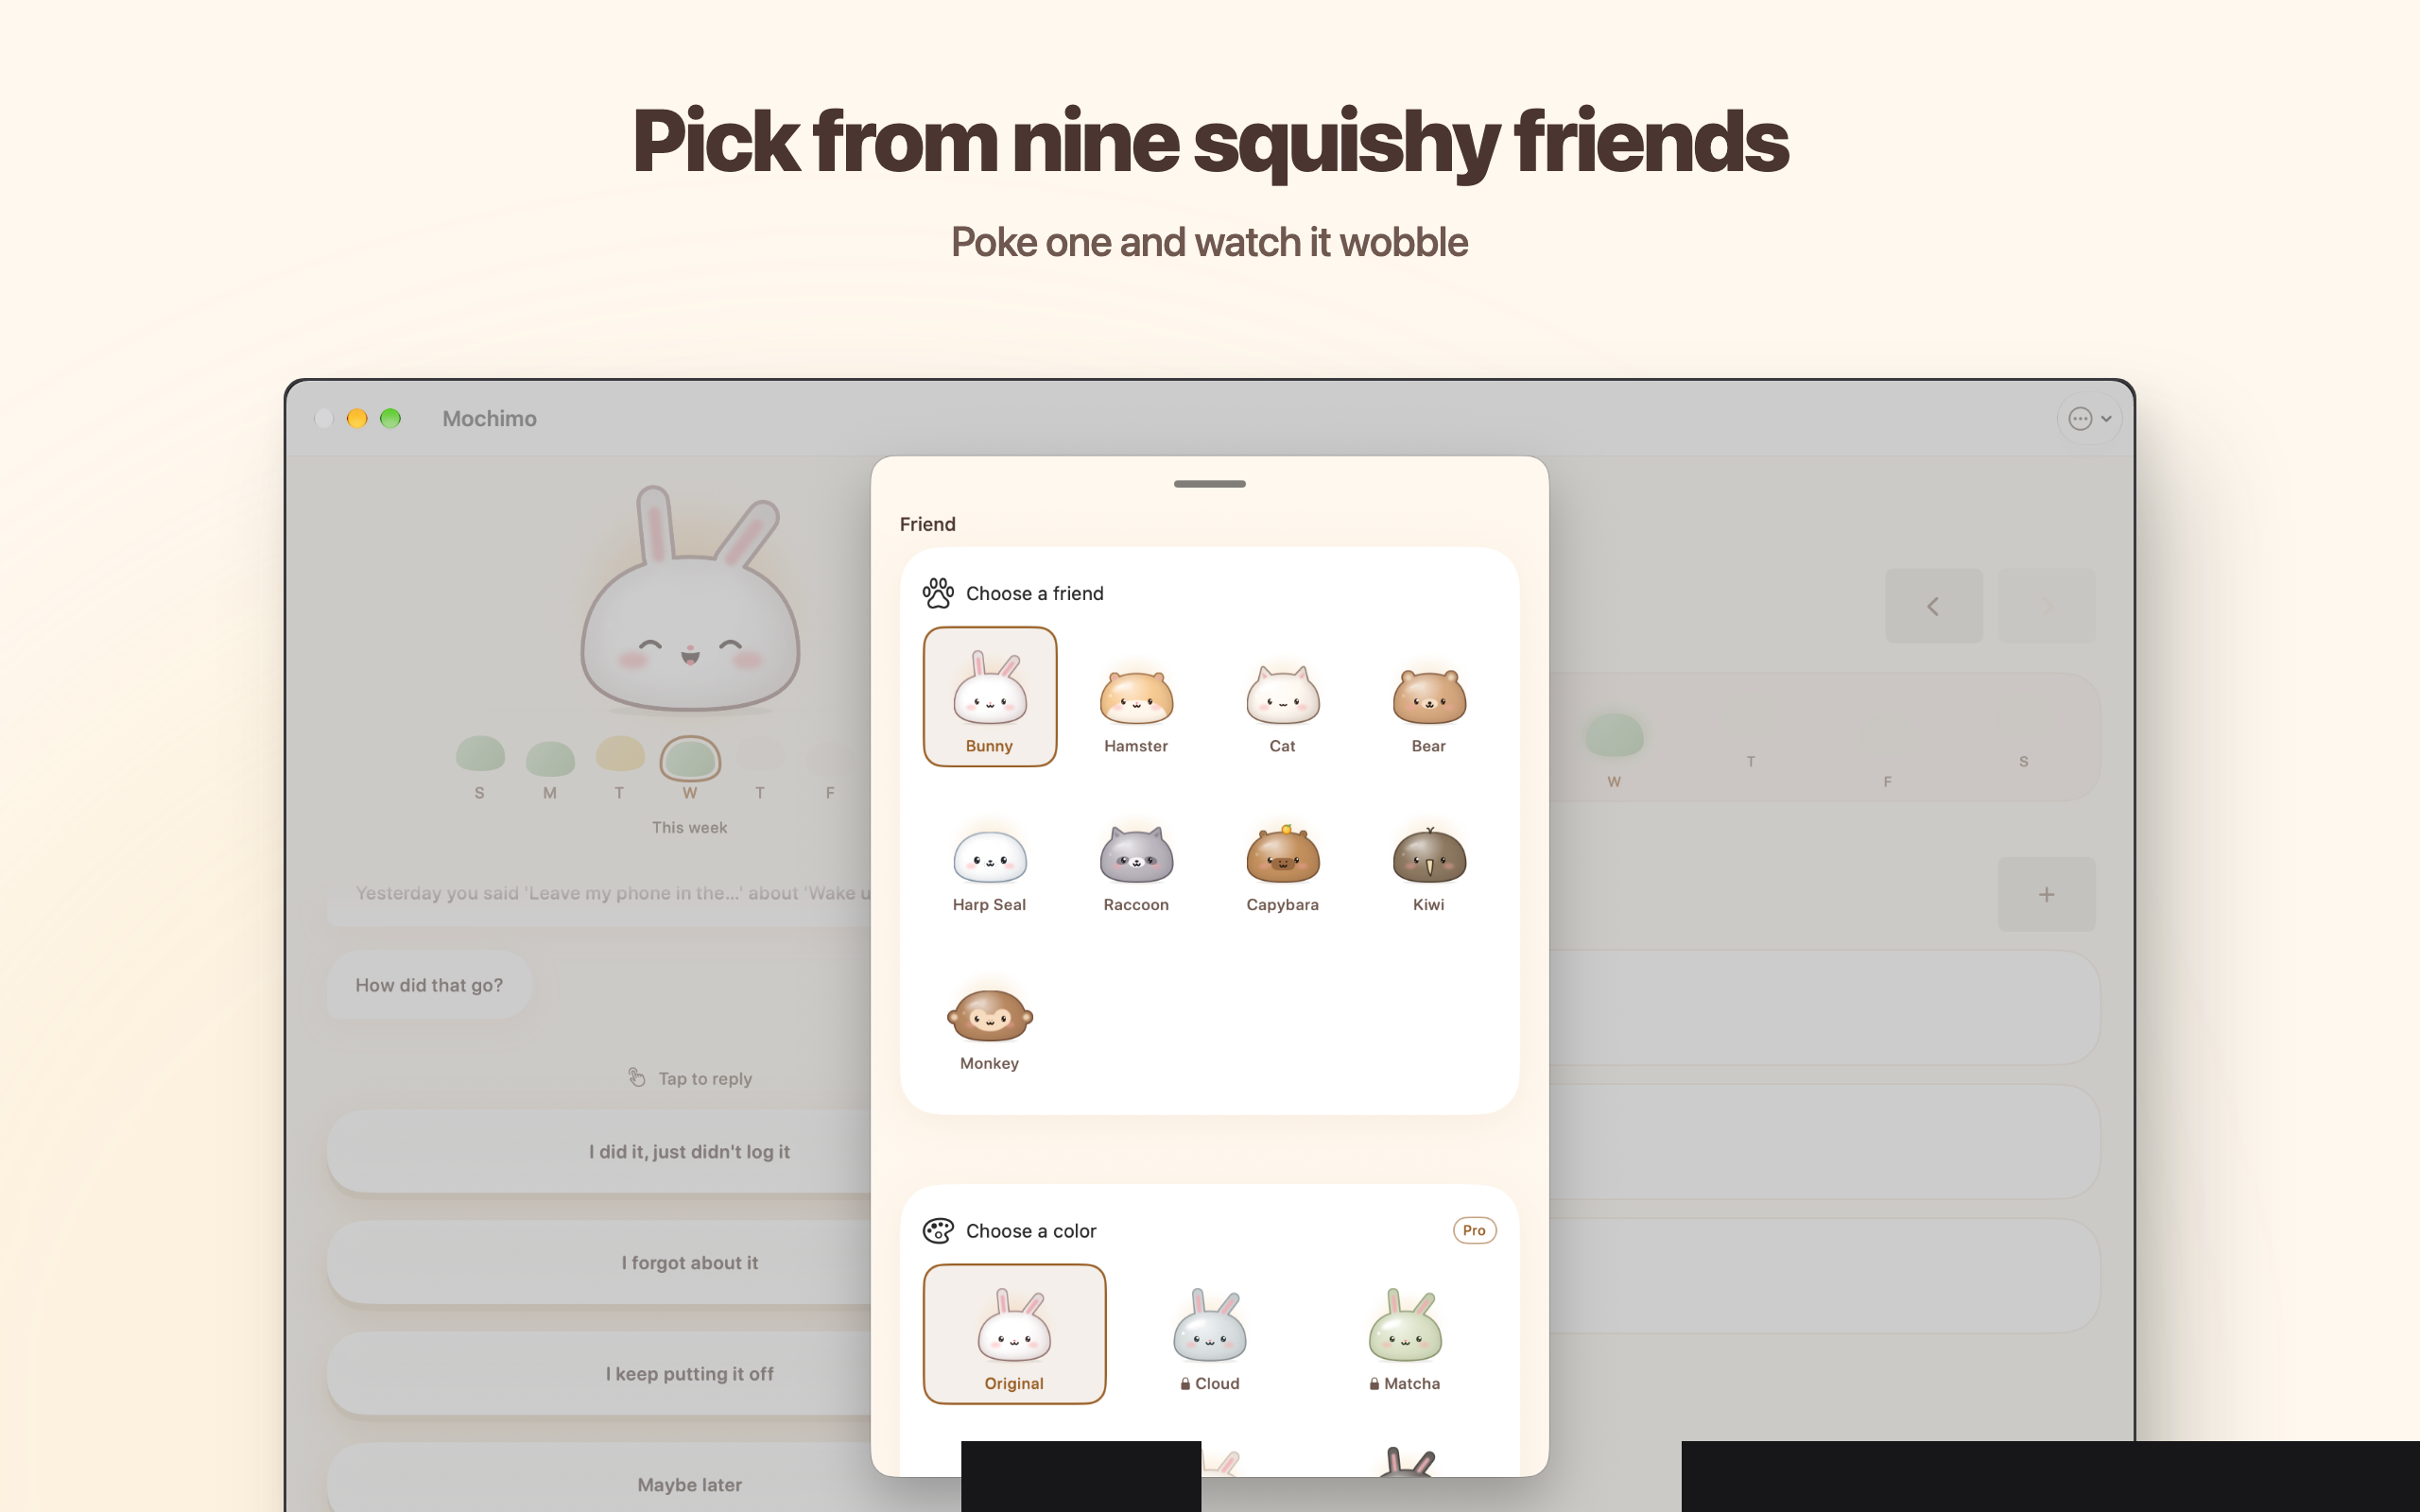 Pick from nine squishy friends
Poke one and watch it wobble
Mochimo
S M T W T F
This week
Yesterday you said 'Leave my phone in the...' about 'Wake u
How did that go?
Tap to reply
I did it, just didn't log it
I forgot about it
I keep putting it off
Maybe later
Friend
Choose a friend
Bunny Hamster Cat Bear
Harp Seal Raccoon Capybara Kiwi
Monkey
Choose a color Pro
Original Cloud Matcha
W T F S